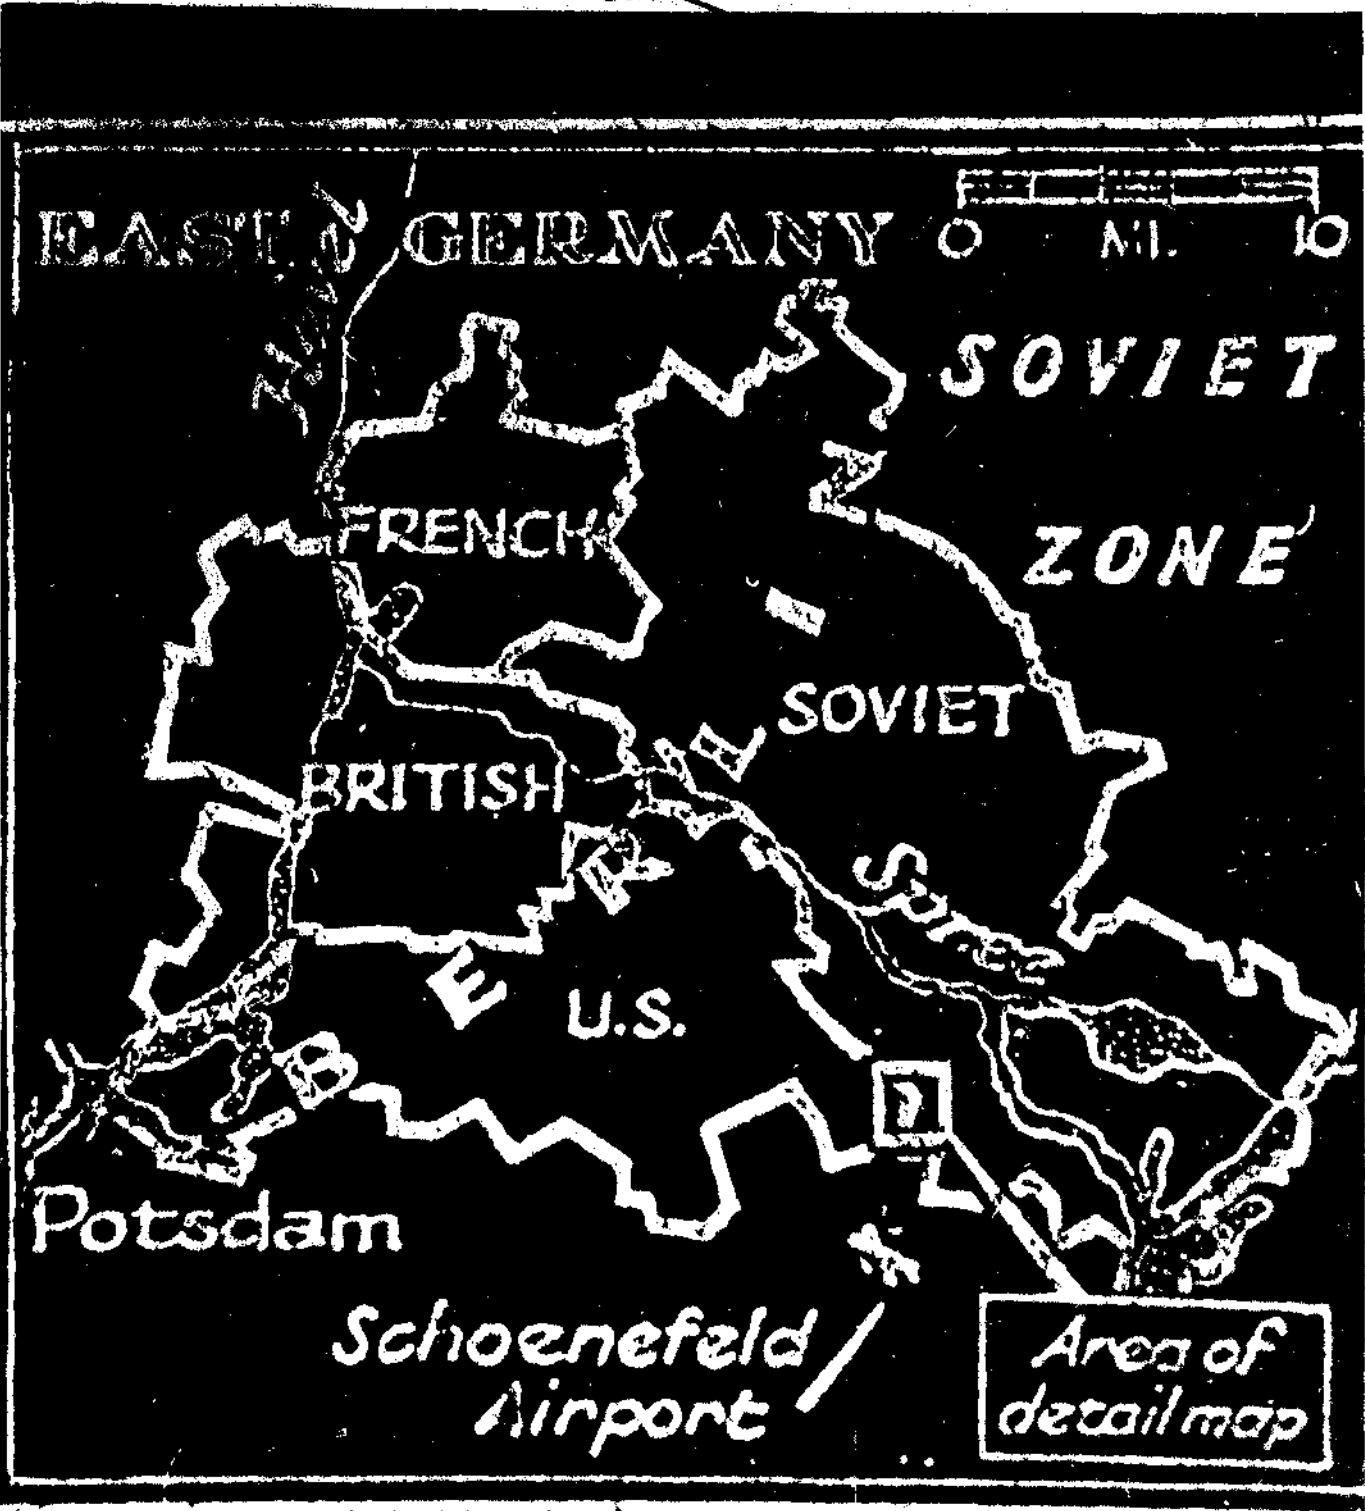 EAST GERMANY
0 MI. 10
Havel
SOVIET
ZONE
FRENCH
SOVIET
BRITISH
BERLIN
Spree
U.S.
Potsdam
Schoenefeld
Airport
Area of
detail map